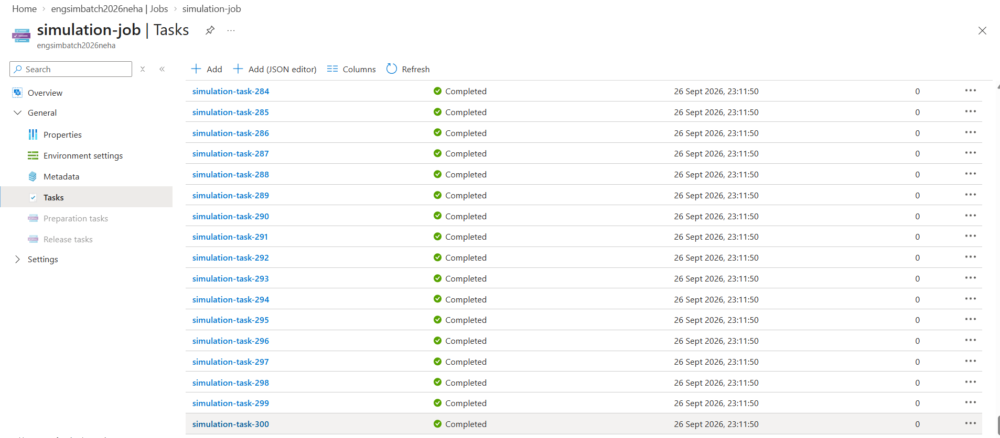 Home > engsimbatch2026neha | Jobs > simulation-job
simulation-job | Tasks ...
engsimbatch2026neha
Search
Add
Add (JSON editor)
Columns
Refresh
Overview
General
Properties
Environment settings
Metadata
Tasks
Preparation tasks
Release tasks
Settings
simulation-task-284 Completed 26 Sept 2026, 23:11:50 0
simulation-task-285 Completed 26 Sept 2026, 23:11:50 0
simulation-task-286 Completed 26 Sept 2026, 23:11:50 0
simulation-task-287 Completed 26 Sept 2026, 23:11:50 0
simulation-task-288 Completed 26 Sept 2026, 23:11:50 0
simulation-task-289 Completed 26 Sept 2026, 23:11:50 0
simulation-task-290 Completed 26 Sept 2026, 23:11:50 0
simulation-task-291 Completed 26 Sept 2026, 23:11:50 0
simulation-task-292 Completed 26 Sept 2026, 23:11:50 0
simulation-task-293 Completed 26 Sept 2026, 23:11:50 0
simulation-task-294 Completed 26 Sept 2026, 23:11:50 0
simulation-task-295 Completed 26 Sept 2026, 23:11:50 0
simulation-task-296 Completed 26 Sept 2026, 23:11:50 0
simulation-task-297 Completed 26 Sept 2026, 23:11:50 0
simulation-task-298 Completed 26 Sept 2026, 23:11:50 0
simulation-task-299 Completed 26 Sept 2026, 23:11:50 0
simulation-task-300 Completed 26 Sept 2026, 23:11:50 0